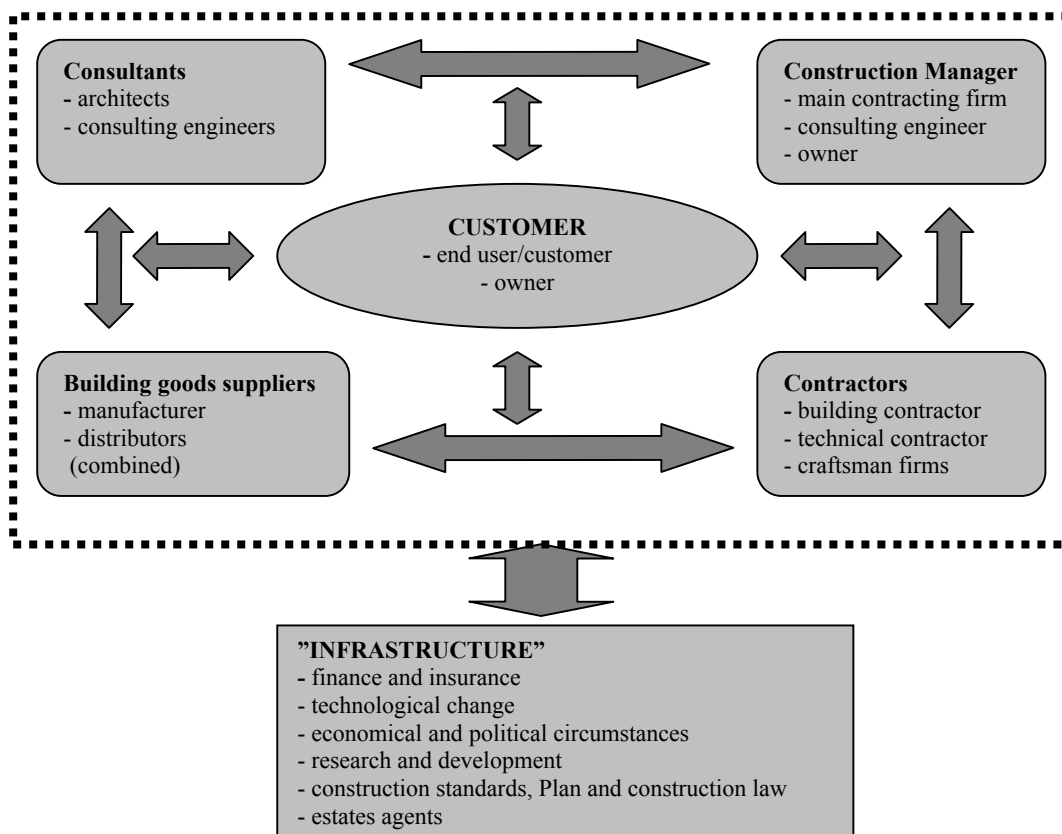 Consultants
- architects
- consulting engineers
Construction Manager
- main contracting firm
- consulting engineer
- owner
CUSTOMER
- end user/customer
- owner
Building goods suppliers
- manufacturer
- distributors
(combined)
Contractors
- building contractor
- technical contractor
- craftsman firms
”INFRASTRUCTURE”
- finance and insurance
- technological change
- economical and political circumstances
- research and development
- construction standards, Plan and construction law
- estates agents